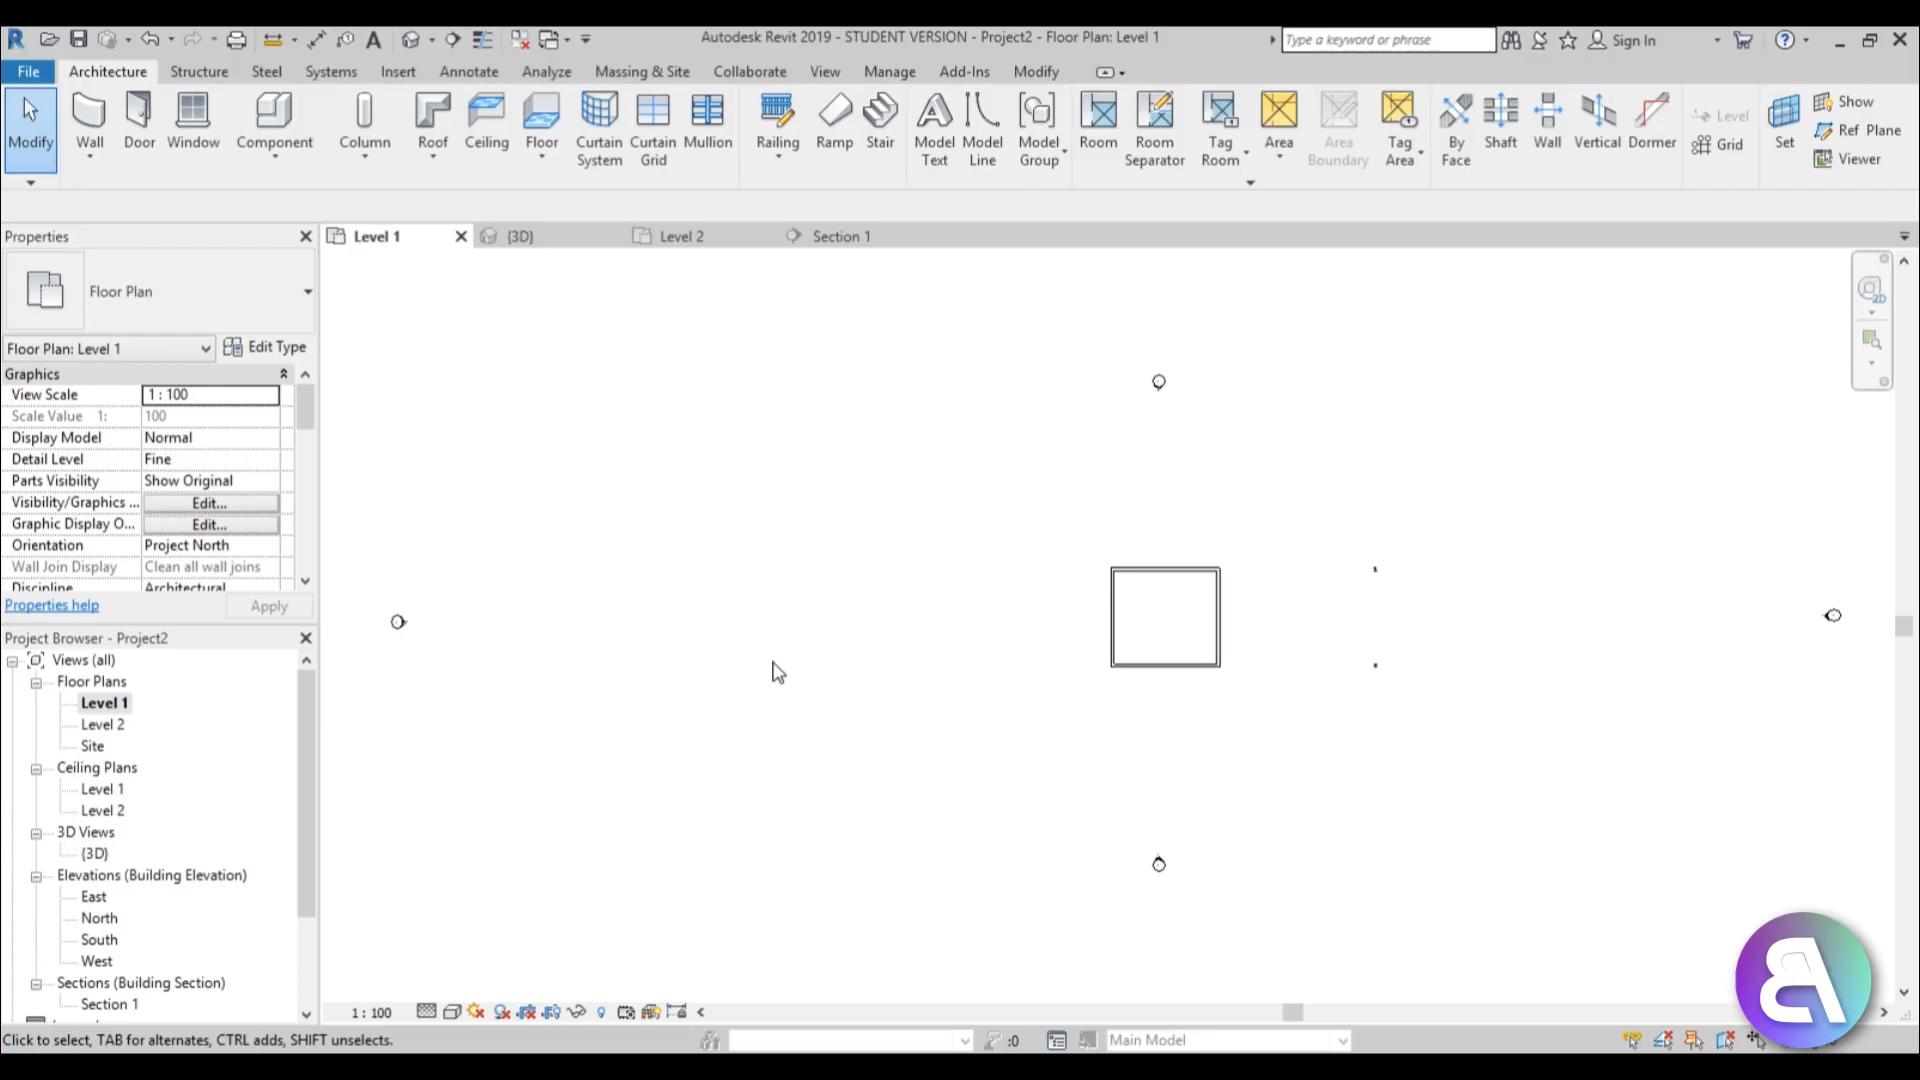 Autodesk Revit 2019 - STUDENT VERSION - Project2 - Floor Plan: Level 1
Type a keyword or phrase
Sign In
File Architecture Structure Steel Systems Insert Annotate Analyze Massing & Site Collaborate View Manage Add-Ins Modify
Modify
Wall
Door
Window
Component
Column
Roof
Ceiling
Floor
Curtain System
Curtain Grid
Mullion
Railing
Ramp
Stair
Model Text
Model Line
Model Group
Room
Room Separator
Tag Room
Area
Area Boundary
Tag Area
By Face
Shaft
Wall
Vertical
Dormer
Level
Grid
Set
Show
Ref Plane
Viewer
Properties
Level 1
{3D}
Level 2
Section 1
Floor Plan
Floor Plan: Level 1
Edit Type
Graphics
View Scale 1 : 100
Scale Value 1: 100
Display Model Normal
Detail Level Fine
Parts Visibility Show Original
Visibility/Graphics ... Edit...
Graphic Display O... Edit...
Orientation Project North
Wall Join Display Clean all wall joins
Discipline Architectural
Properties help
Apply
Project Browser - Project2
Views (all)
Floor Plans
Level 1
Level 2
Site
Ceiling Plans
Level 1
Level 2
3D Views
{3D}
Elevations (Building Elevation)
East
North
South
West
Sections (Building Section)
Section 1
1 : 100
2D
Click to select, TAB for alternates, CTRL adds, SHIFT unselects.
:0
Main Model